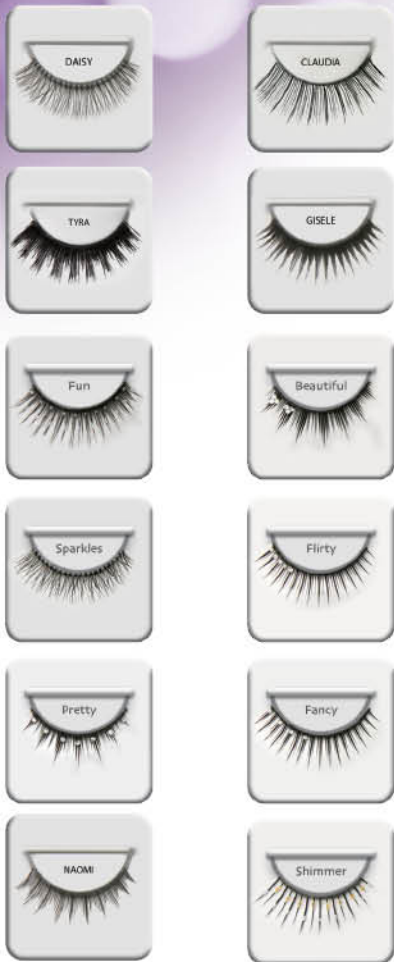 DAISY
CLAUDIA
TYRA
GISELE
Fun
Beautiful
Sparkles
Flirty
Pretty
Fancy
NAOMI
Shimmer